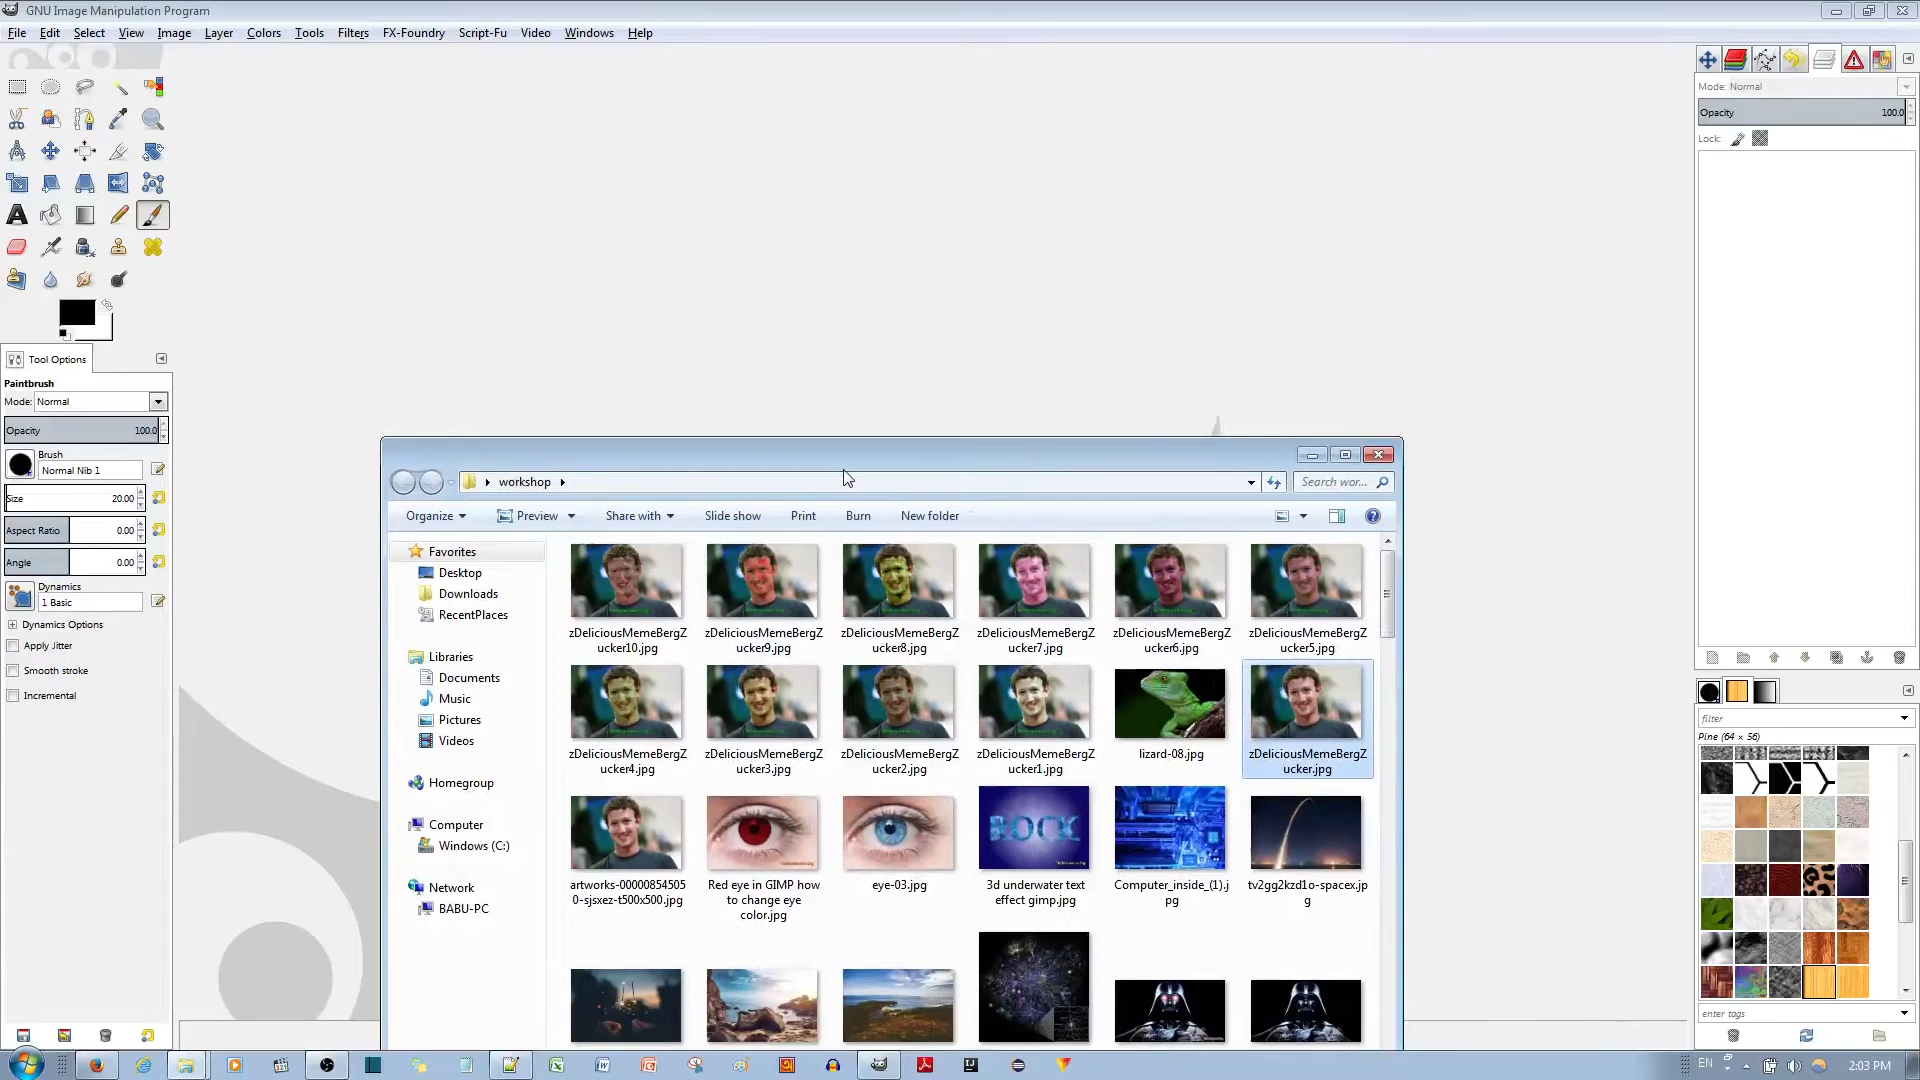 GNU Image Manipulation Program
File Edit Select View Image Layer Colors Tools Filters FX-Foundry Script-Fu Video Windows Help
Mode: Normal
Opacity 100.0
Lock:
Tool Options
Paintbrush
Mode: Normal
Opacity 100.0
Brush
Normal Nib 1
Size 20.00
Aspect Ratio 0.00
Angle 0.00
Dynamics
1 Basic
Dynamics Options
Apply Jitter
Smooth stroke
Incremental
workshop
Search wor...
Organize Preview Share with Slide show Print Burn New folder
Favorites
Desktop
Downloads
RecentPlaces
Libraries
Documents
Music
Pictures
Videos
Homegroup
Computer
Windows (C:)
Network
BABU-PC
zDeliciousMemeBergZ zDeliciousMemeBergZ zDeliciousMemeBergZ zDeliciousMemeBergZ zDeliciousMemeBergZ zDeliciousMemeBergZ
ucker10.jpg ucker9.jpg ucker8.jpg ucker7.jpg ucker6.jpg ucker5.jpg
zDeliciousMemeBergZ zDeliciousMemeBergZ zDeliciousMemeBergZ zDeliciousMemeBergZ lizard-08.jpg zDeliciousMemeBergZ
ucker4.jpg ucker3.jpg ucker2.jpg ucker1.jpg ucker.jpg
BOCK
artworks-00000854505 Red eye in GIMP how eye-03.jpg 3d underwater text Computer_inside_(1).j tv2gg2kzd1o-spacex.jp
0-sjsxez-t500x500.jpg to change eye effect gimp.jpg pg g
color.jpg
filter
Pine (64 × 56)
enter tags
EN
2:03 PM